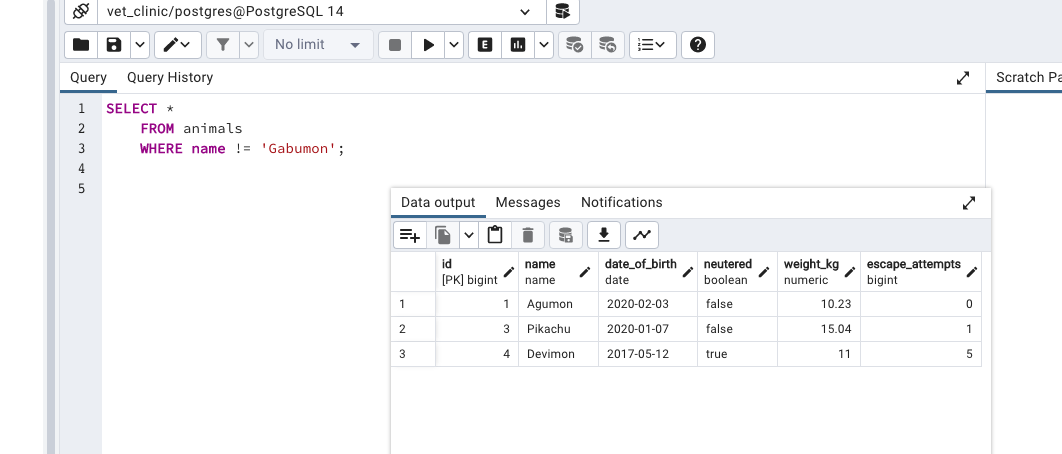 vet_clinic/postgres@PostgreSQL 14
No limit
E
Query Query History
Scratch Pa
1 SELECT *
2 FROM animals
3 WHERE name != 'Gabumon';
4
5
Data output Messages Notifications
id name date_of_birth neutered weight_kg escape_attempts
[PK] bigint name date boolean numeric bigint
1 1 Agumon 2020-02-03 false 10.23 0
2 3 Pikachu 2020-01-07 false 15.04 1
3 4 Devimon 2017-05-12 true 11 5